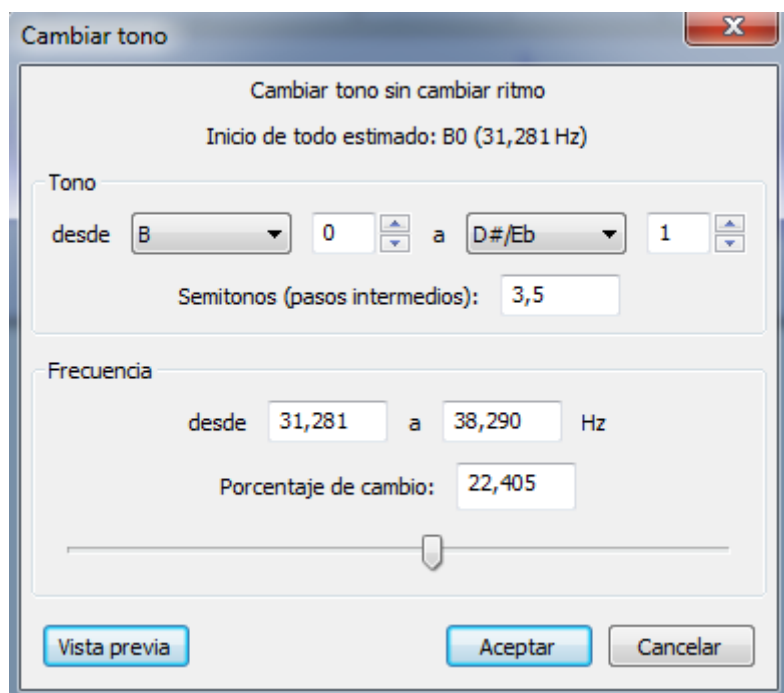 Cambiar tono
Cambiar tono sin cambiar ritmo
Inicio de todo estimado: B0 (31,281 Hz)
Tono
desde B 0 a D#/Eb 1
Semitonos (pasos intermedios): 3,5
Frecuencia
desde 31,281 a 38,290 Hz
Porcentaje de cambio: 22,405
Vista previa Aceptar Cancelar